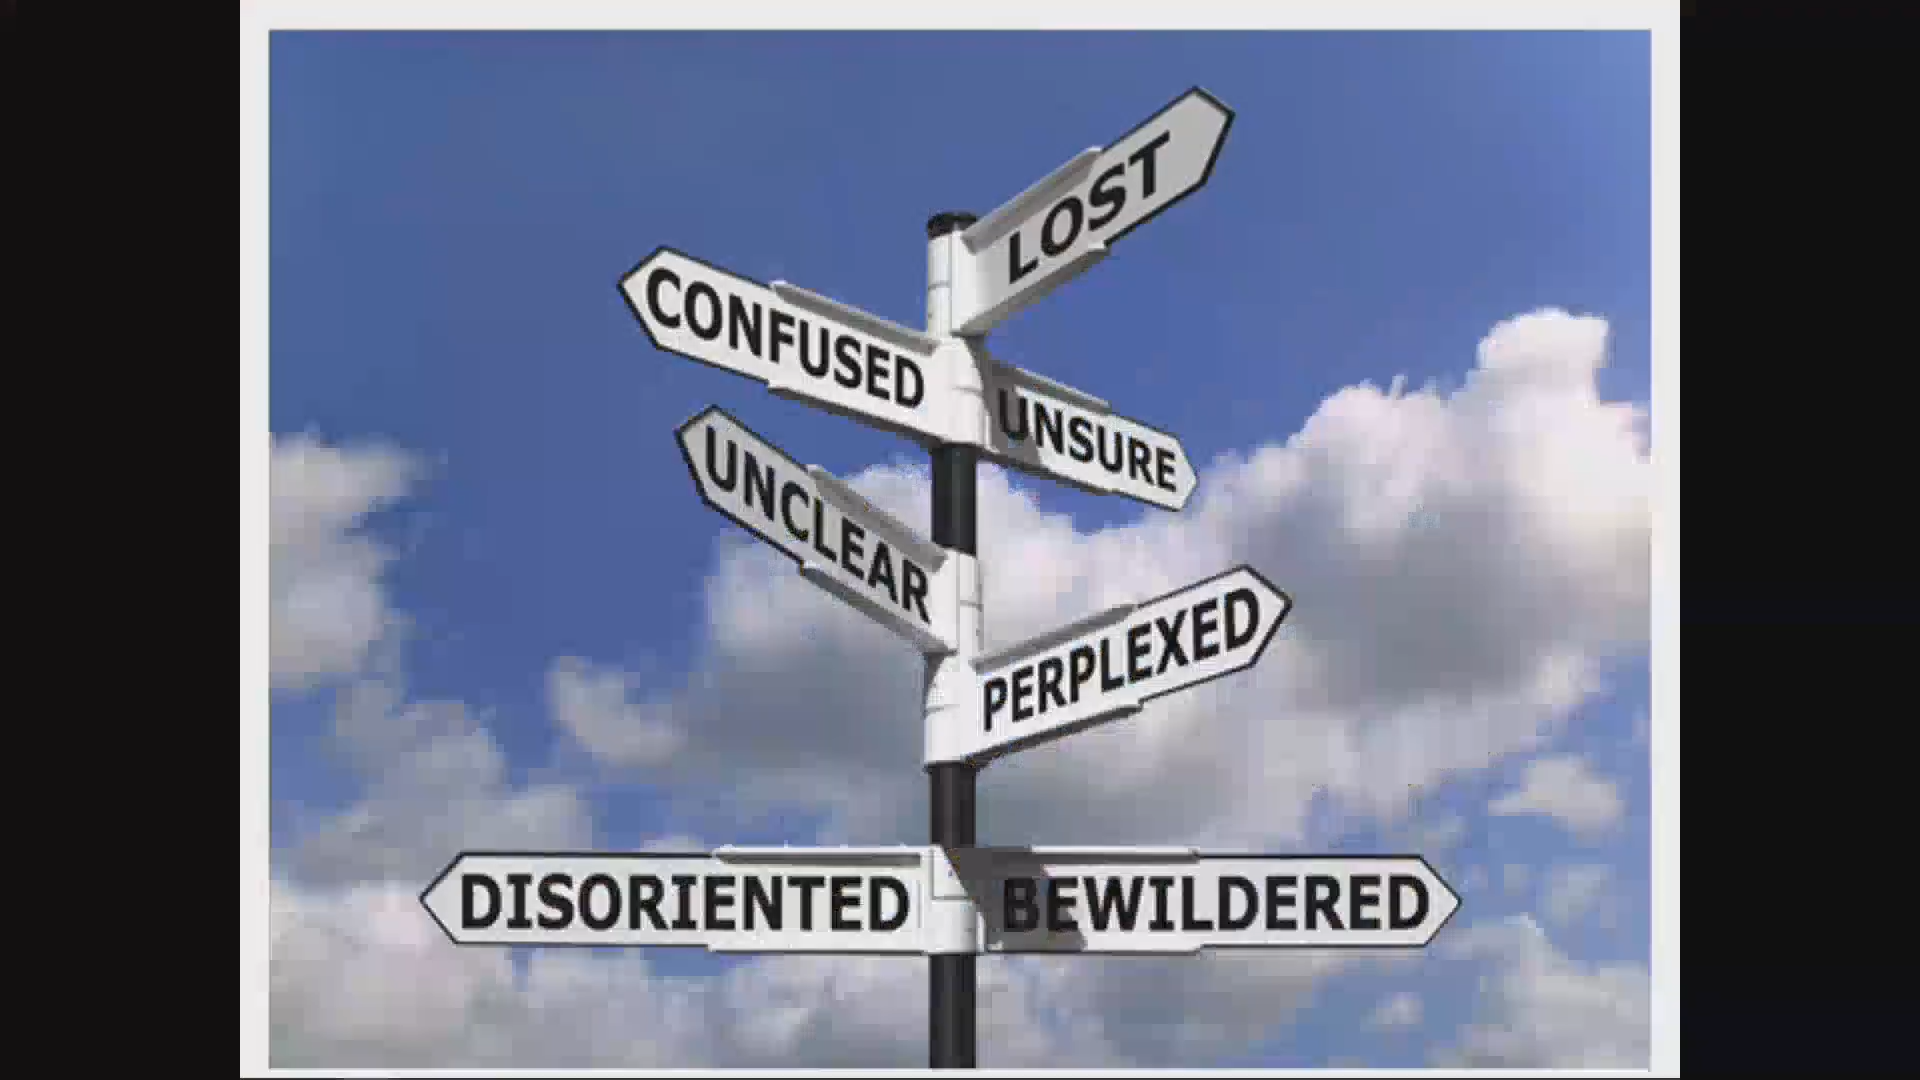 LOST
CONFUSED
UNSURE
UNCLEAR
PERPLEXED
DISORIENTED
BEWILDERED